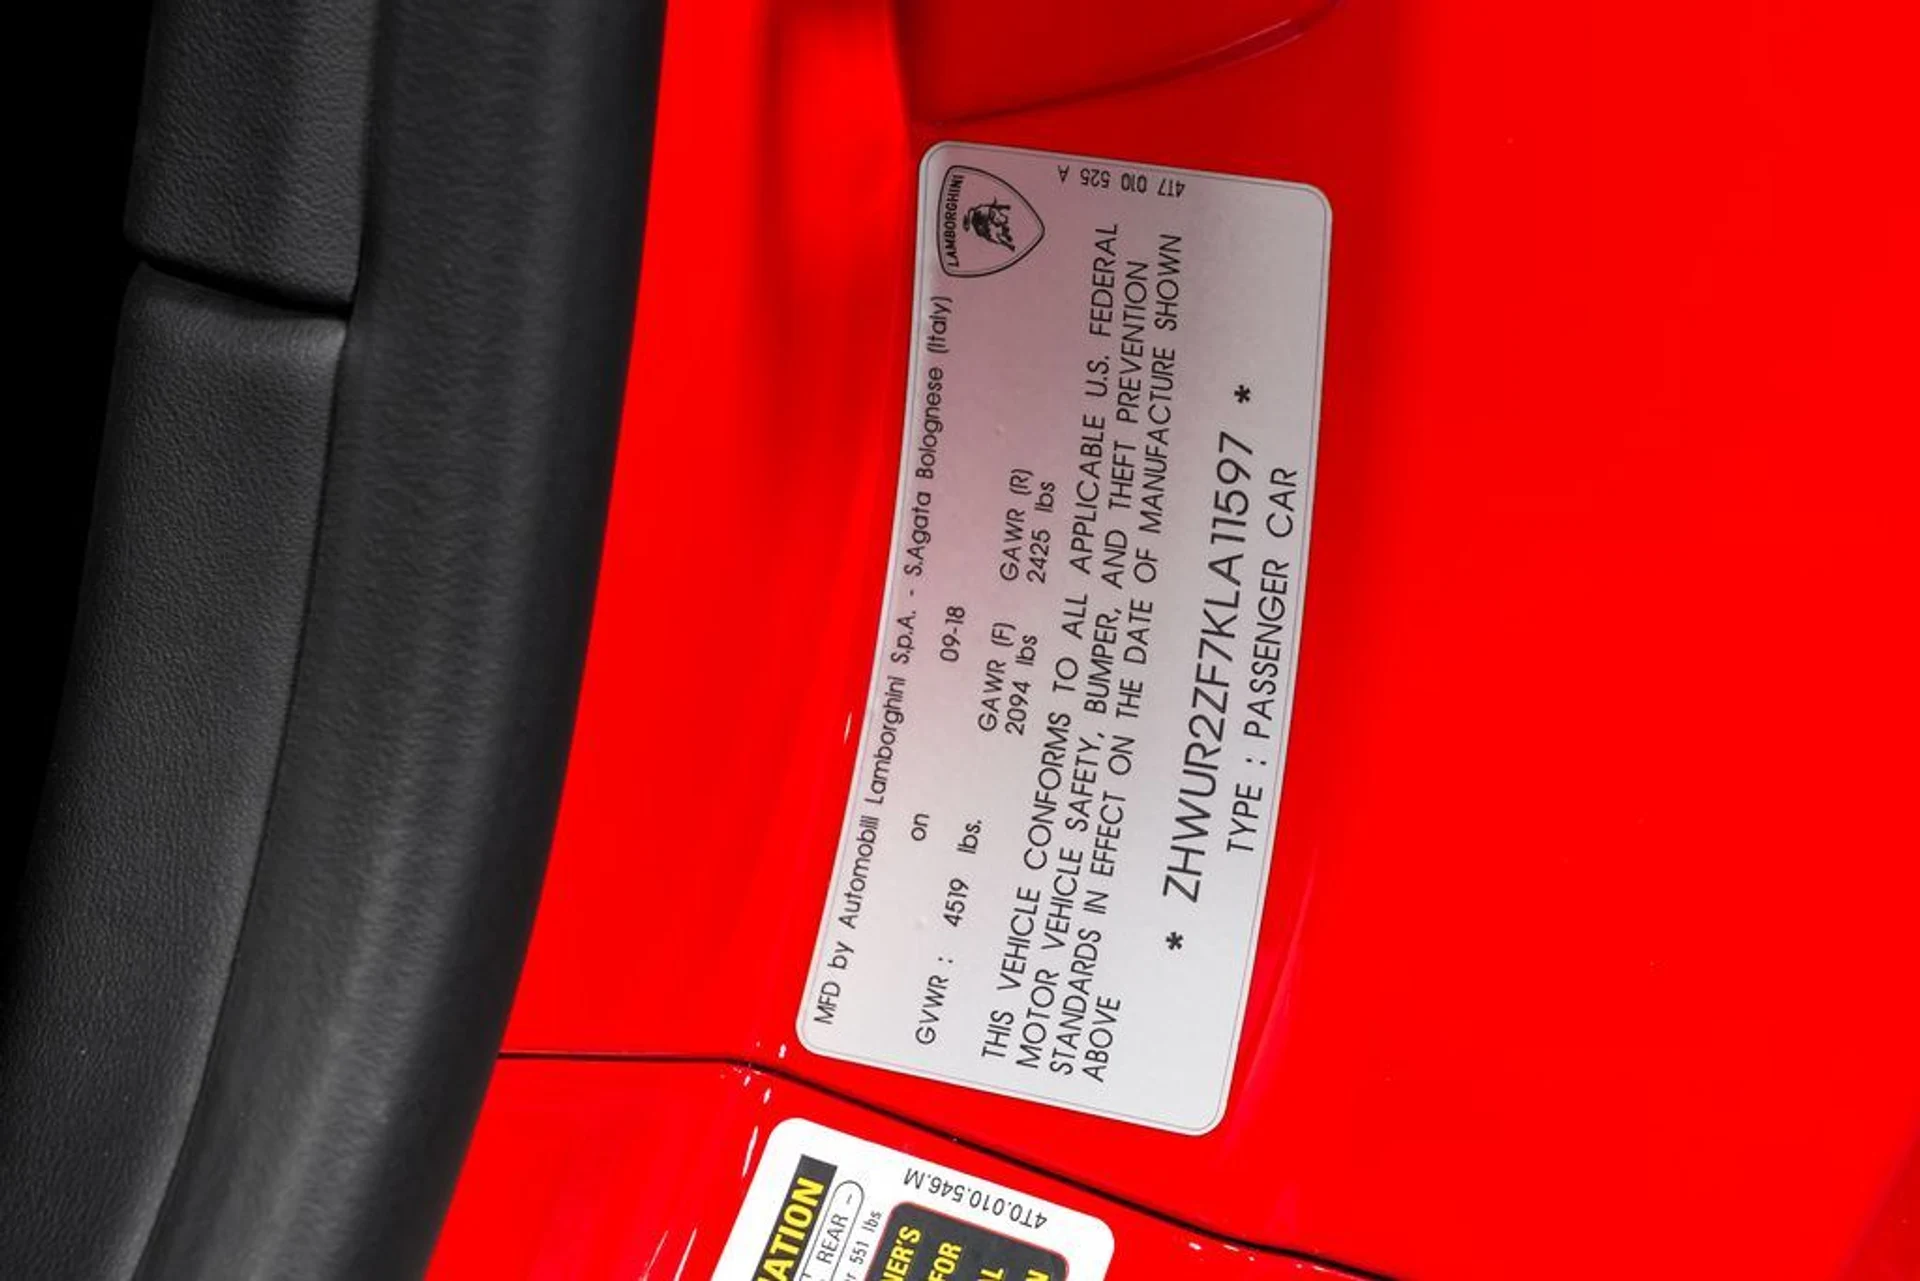 LAMBORGHINI
4T7 010 525 A
MFD by Automobili Lamborghini S.p.A. - S.Agata Bolognese (Italy)
on 09-18
GVWR : 4519 lbs. GAWR (F) GAWR (R)
2094 lbs 2425 lbs
THIS VEHICLE CONFORMS TO ALL APPLICABLE U.S. FEDERAL
MOTOR VEHICLE SAFETY, BUMPER, AND THEFT PREVENTION
STANDARDS IN EFFECT ON THE DATE OF MANUFACTURE SHOWN
ABOVE
* ZHWUR2ZF7KLA11597 *
TYPE : PASSENGER CAR
4T0.010.546.M
REAR -
551 lbs
FOR